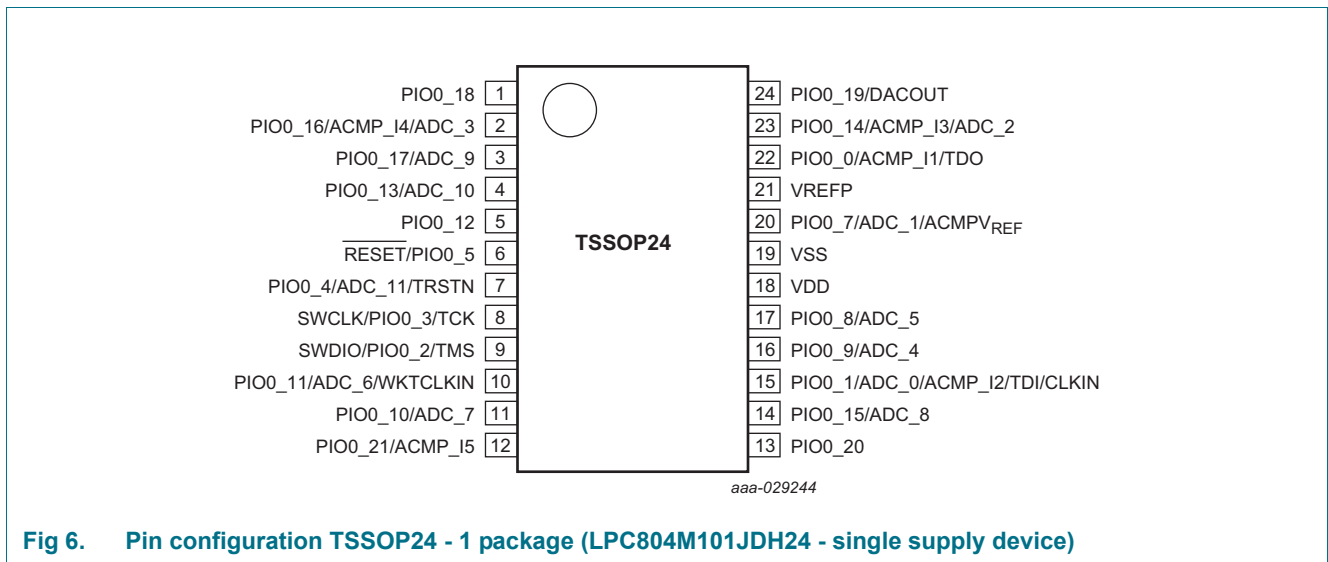 PIO0_18 1
PIO0_16/ACMP_I4/ADC_3 2
PIO0_17/ADC_9 3
PIO0_13/ADC_10 4
PIO0_12 5
RESET/PIO0_5 6
PIO0_4/ADC_11/TRSTN 7
SWCLK/PIO0_3/TCK 8
SWDIO/PIO0_2/TMS 9
PIO0_11/ADC_6/WKTCLKIN 10
PIO0_10/ADC_7 11
PIO0_21/ACMP_I5 12
TSSOP24
24 PIO0_19/DACOUT
23 PIO0_14/ACMP_I3/ADC_2
22 PIO0_0/ACMP_I1/TDO
21 VREFP
20 PIO0_7/ADC_1/ACMPVREF
19 VSS
18 VDD
17 PIO0_8/ADC_5
16 PIO0_9/ADC_4
15 PIO0_1/ADC_0/ACMP_I2/TDI/CLKIN
14 PIO0_15/ADC_8
13 PIO0_20
aaa-029244
Fig 6. Pin configuration TSSOP24 - 1 package (LPC804M101JDH24 - single supply device)